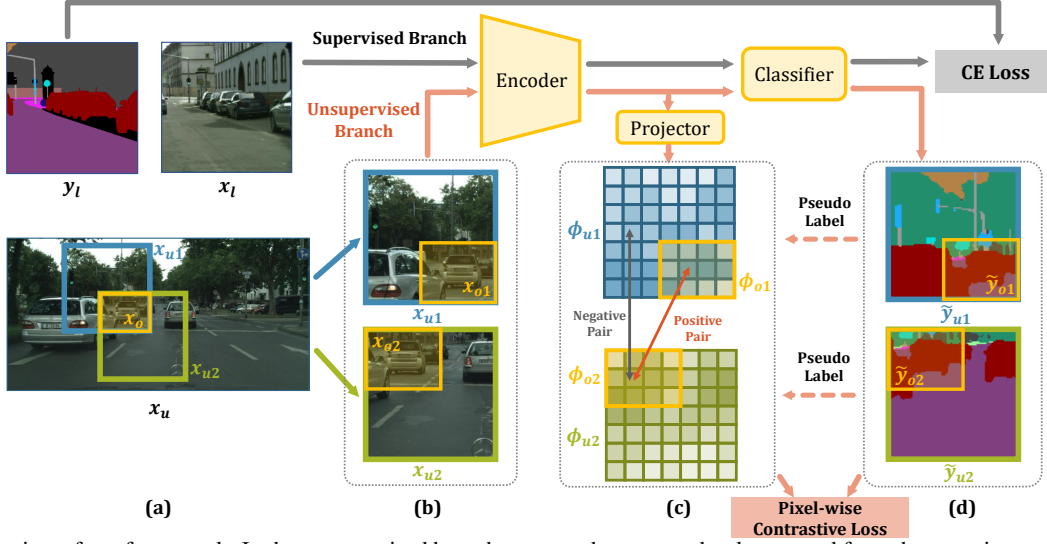 Supervised Branch
Encoder
Classifier
CE Loss
Unsupervised
Branch
Projector
y_l
x_l
x_u1
x_o
x_u2
x_u
x_o1
x_u1
x_o2
x_u2
ϕ_u1
ϕ_o1
Negative
Pair
Positive
Pair
ϕ_o2
ϕ_u2
Pseudo
Label
Pseudo
Label
ỹ_o1
ỹ_u1
ỹ_o2
ỹ_u2
(a)
(b)
(c)
(d)
Pixel-wise
Contrastive Loss